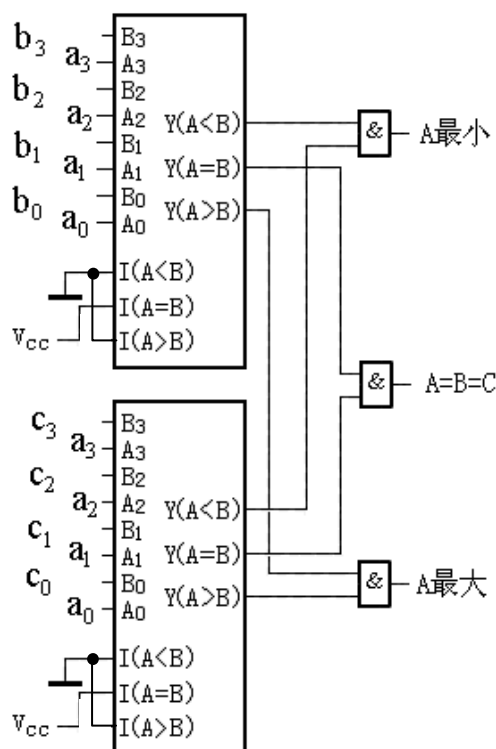 b3 B3
a3 A3
b2 B2
a2 A2 Y(A<B) & A最小
b1 B1
a1 A1 Y(A=B)
b0 B0
a0 A0 Y(A>B)
I(A<B)
I(A=B)
Vcc I(A>B)
& A=B=C
c3 B3
a3 A3
c2 B2
a2 A2 Y(A<B)
c1 B1
a1 A1 Y(A=B)
c0 B0 & A最大
a0 A0 Y(A>B)
I(A<B)
I(A=B)
Vcc I(A>B)